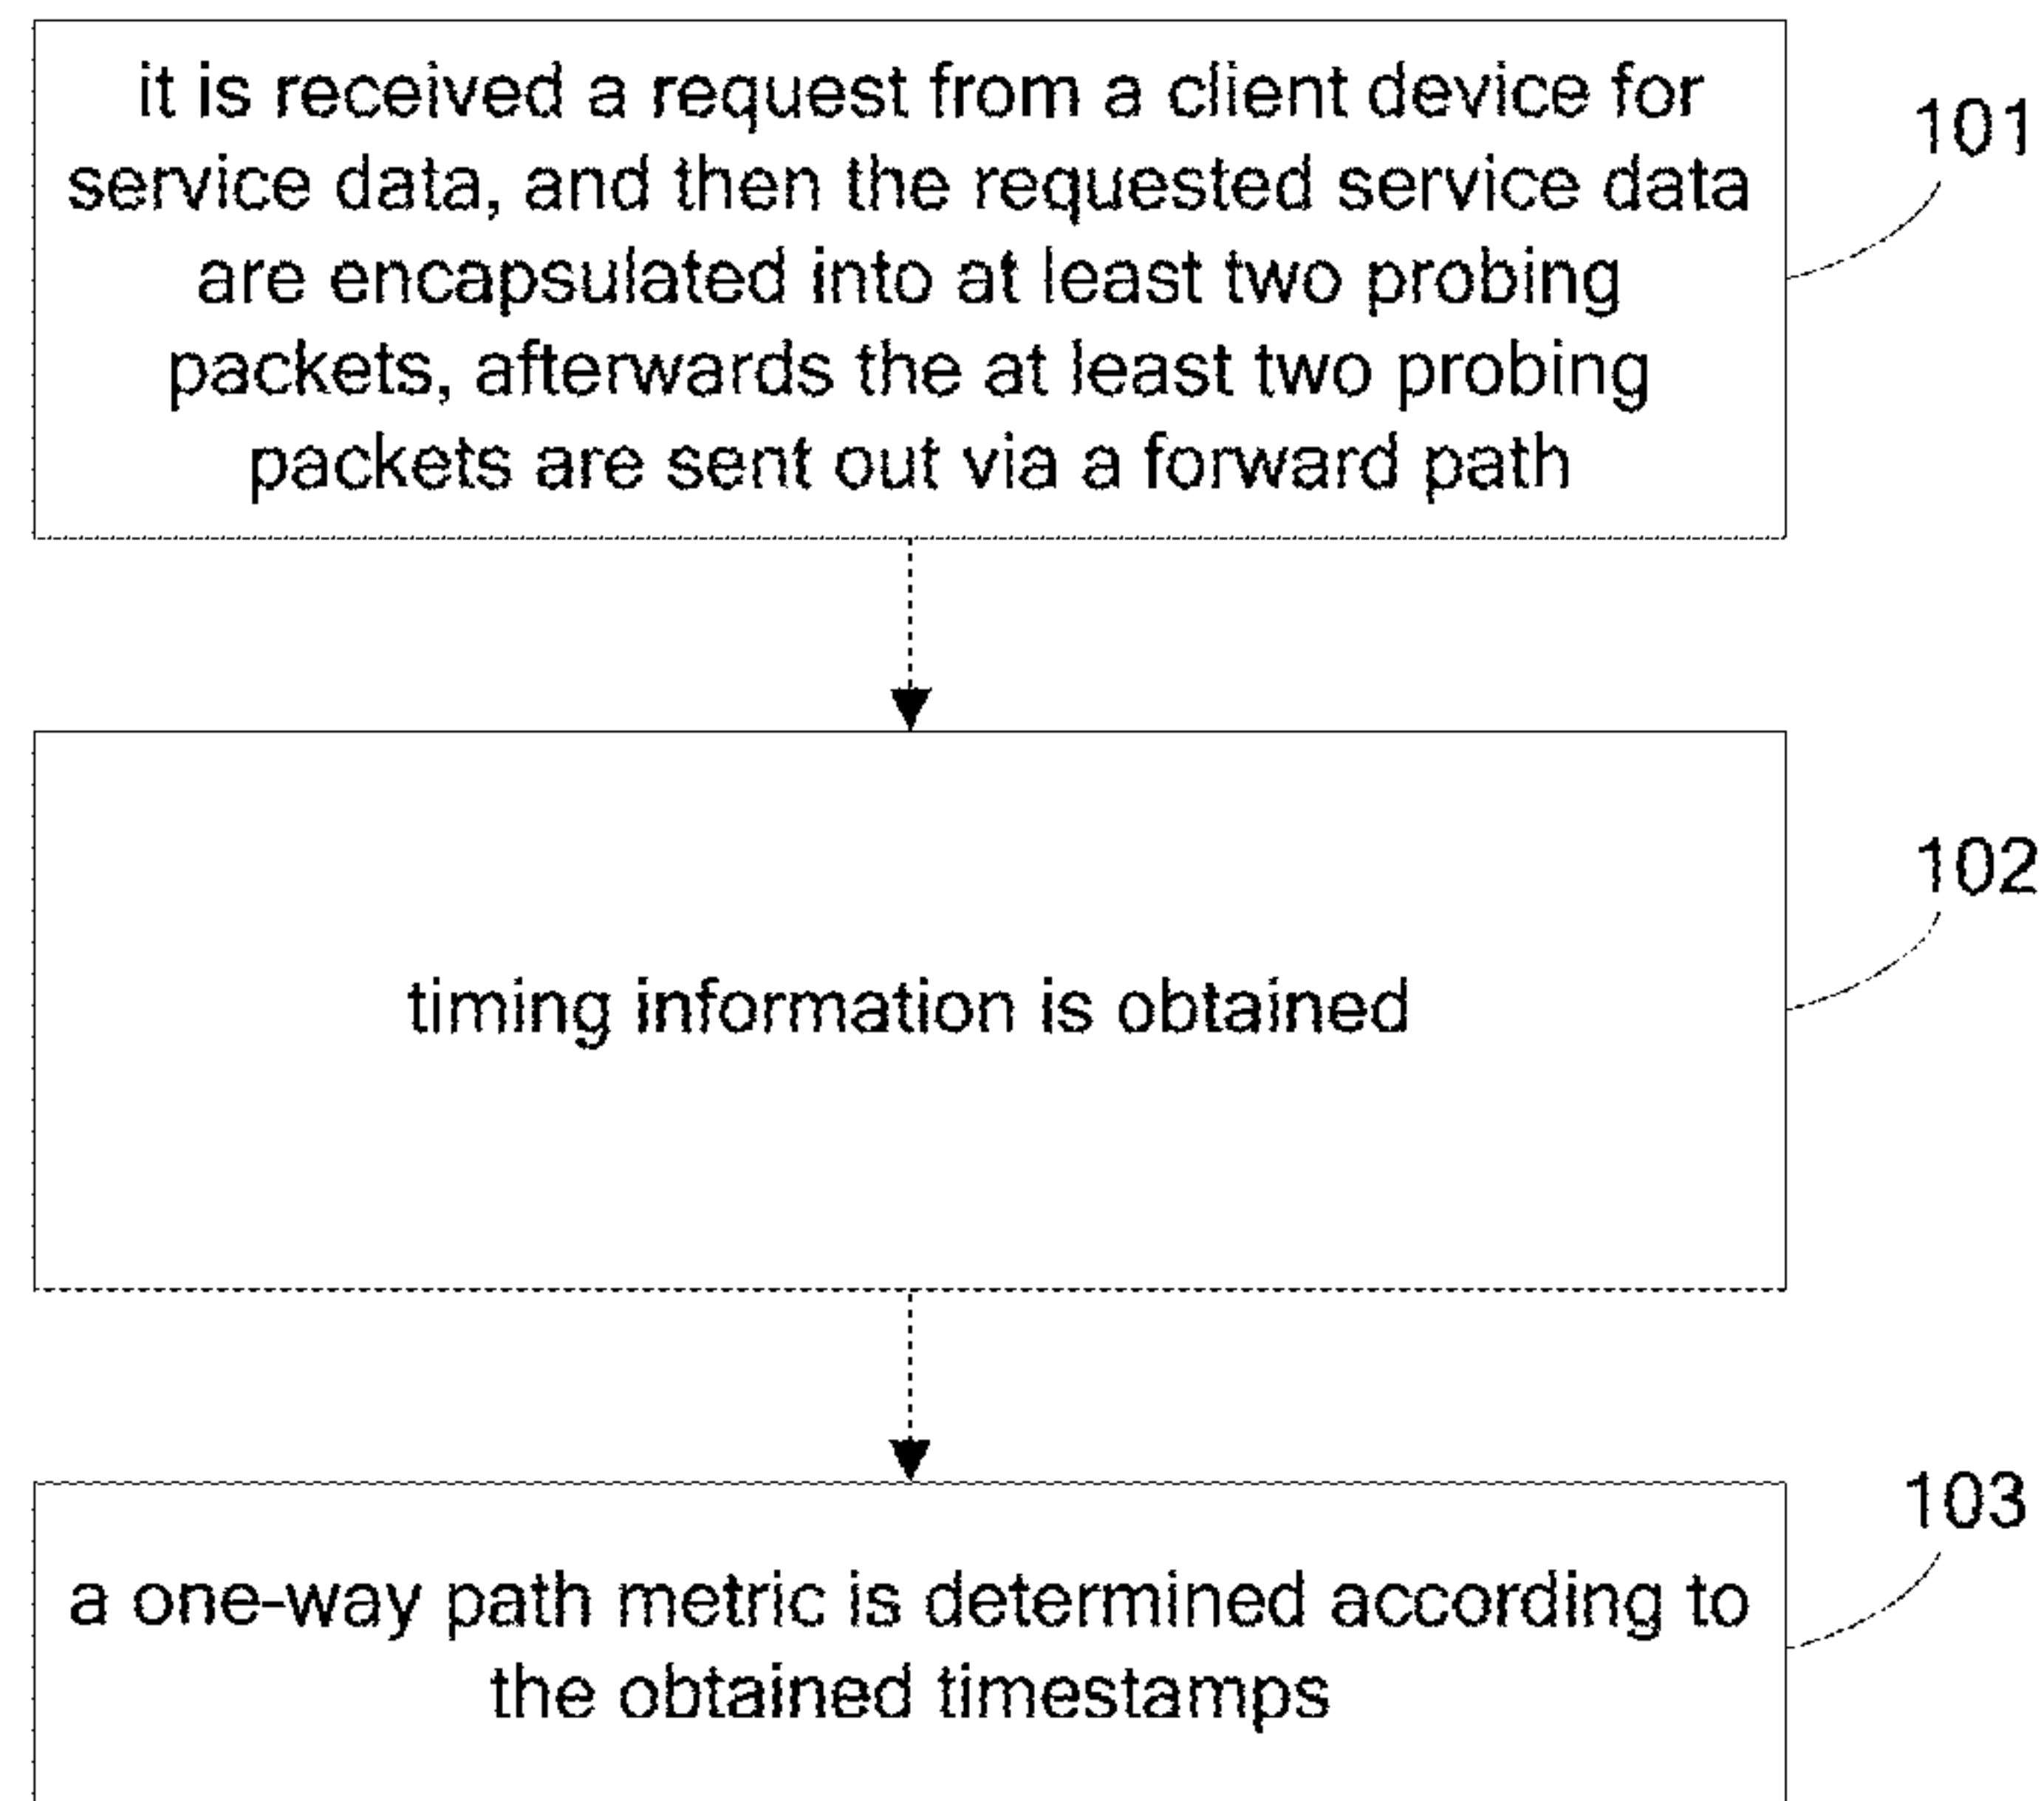 it is received a request from a client device for
service data, and then the requested service data
are encapsulated into at least two probing
packets, afterwards the at least two probing
packets are sent out via a forward path
101
timing information is obtained
102
a one-way path metric is determined according to
the obtained timestamps
103